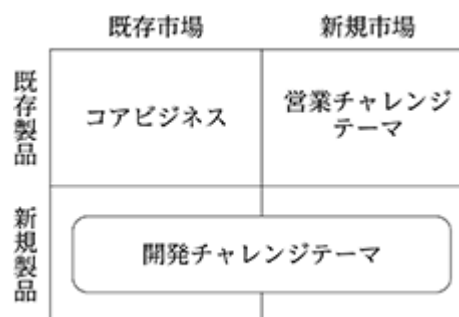 既存市場
新規市場
既存製品
コアビジネス
営業チャレンジ
テーマ
新規製品
開発チャレンジテーマ